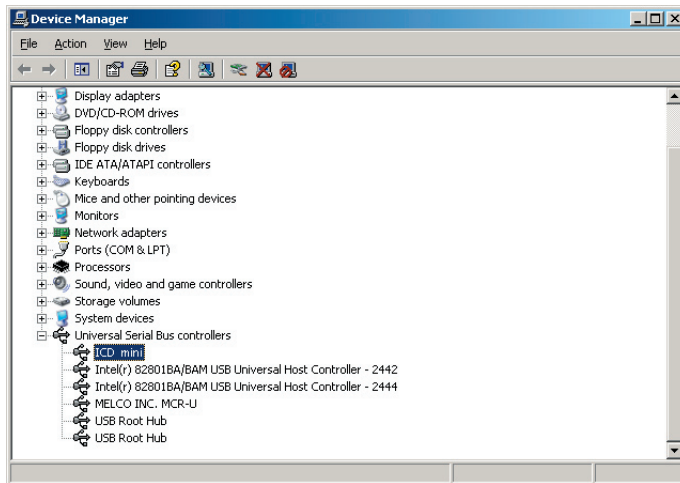 Device Manager
File Action View Help
Display adapters
DVD/CD-ROM drives
Floppy disk controllers
Floppy disk drives
IDE ATA/ATAPI controllers
Keyboards
Mice and other pointing devices
Monitors
Network adapters
Ports (COM & LPT)
Processors
Sound, video and game controllers
Storage volumes
System devices
Universal Serial Bus controllers
ICD mini
Intel(r) 82801BA/BAM USB Universal Host Controller - 2442
Intel(r) 82801BA/BAM USB Universal Host Controller - 2444
MELCO INC. MCR-U
USB Root Hub
USB Root Hub